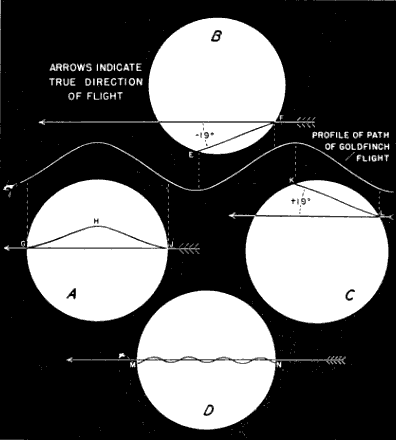 B
ARROWS INDICATE
TRUE DIRECTION
OF FLIGHT
F
-19°
E
PROFILE OF PATH
OF GOLDFINCH
FLIGHT
K
+19°
H
G
J
A
C
M
N
D